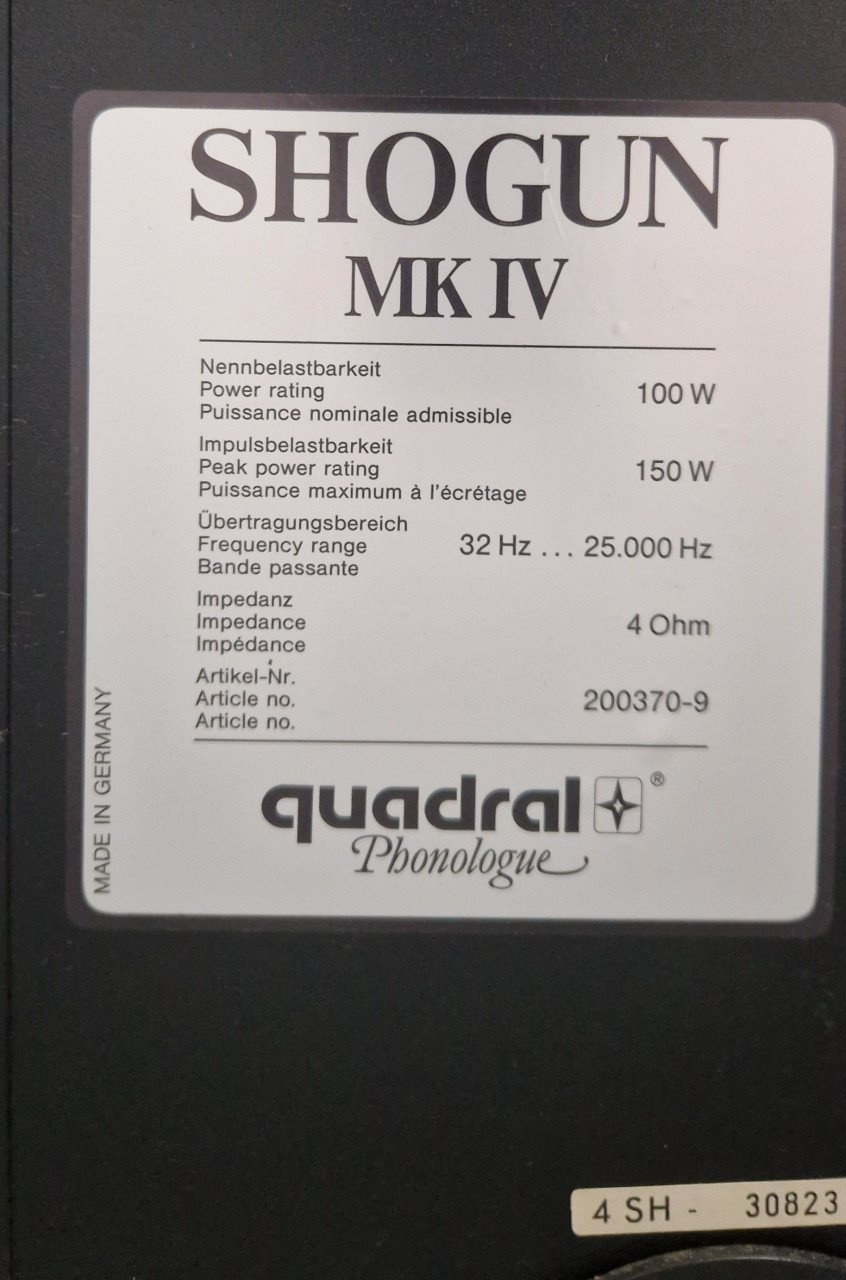 SHOGUN
MK IV
Nennbelastbarkeit
Power rating 100 W
Puissance nominale admissible
Impulsbelastbarkeit
Peak power rating 150 W
Puissance maximum à l'écrétage
Übertragungsbereich
Frequency range 32 Hz ... 25.000 Hz
Bande passante
Impedanz
Impedance 4 Ohm
Impédance
Artikel-Nr.
Article no. 200370-9
Article no.
MADE IN GERMANY
quadral ®
Phonologue
4 SH - 30823